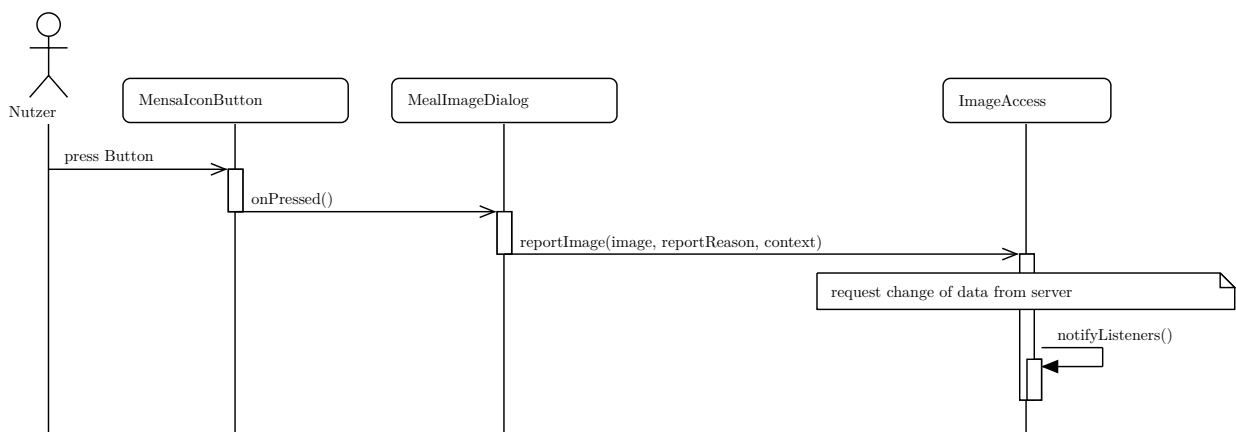 Nutzer
MensaIconButton
MealImageDialog
ImageAccess
press Button
onPressed()
reportImage(image, reportReason, context)
request change of data from server
notifyListeners()